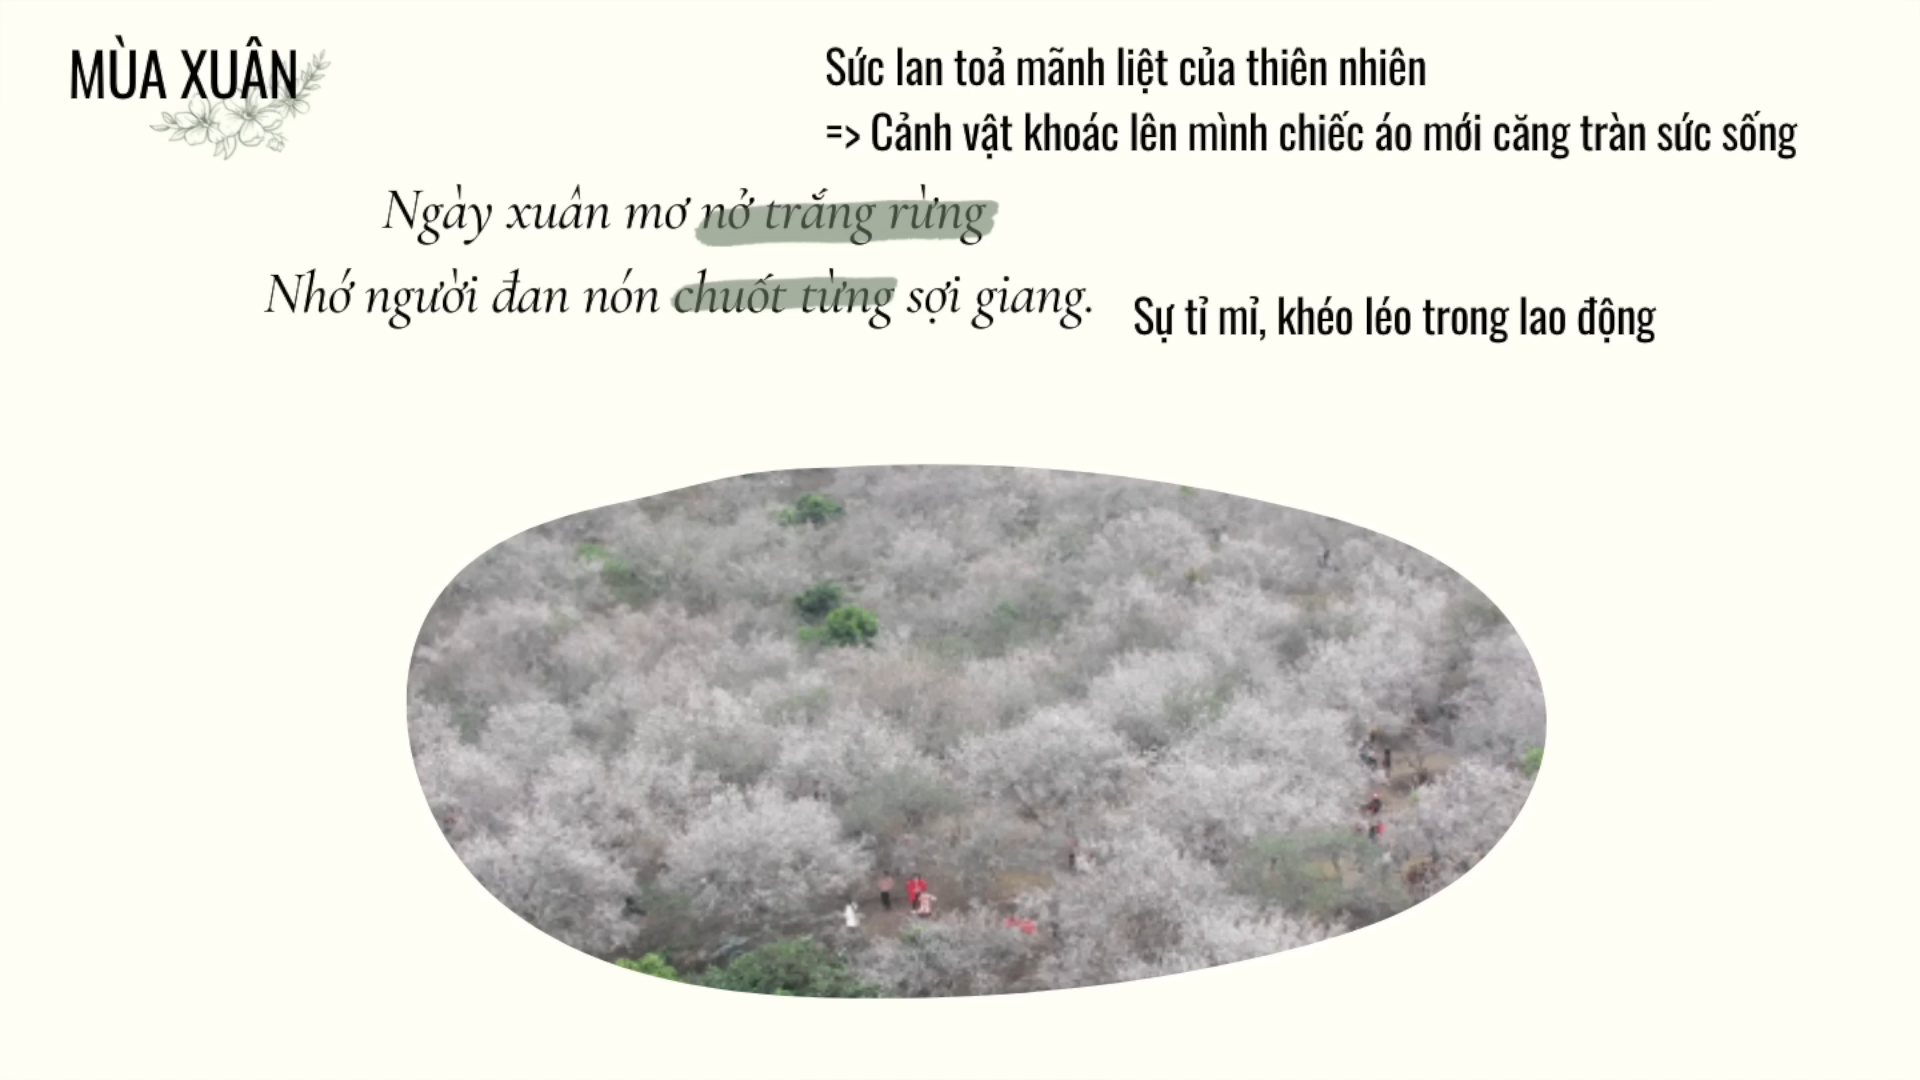 MÙA XUÂN
Sức lan toả mãnh liệt của thiên nhiên
=> Cảnh vật khoác lên mình chiếc áo mới căng tràn sức sống
Ngày xuân mơ nở trắng rừng
Nhớ người đan nón chuốt từng sợi giang.
Sự tỉ mỉ, khéo léo trong lao động